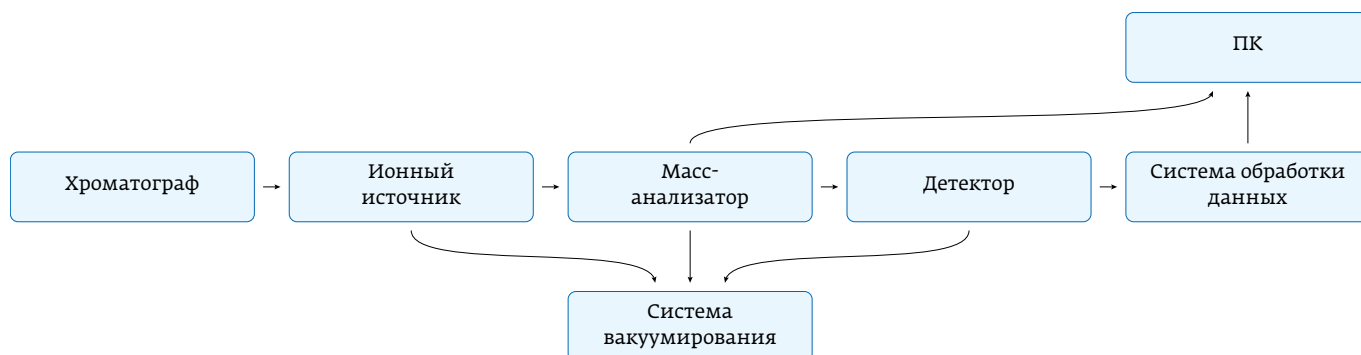 ПК
Хроматограф
Ионный
источник
Масс-
анализатор
Детектор
Система обработки
данных
Система
вакуумирования